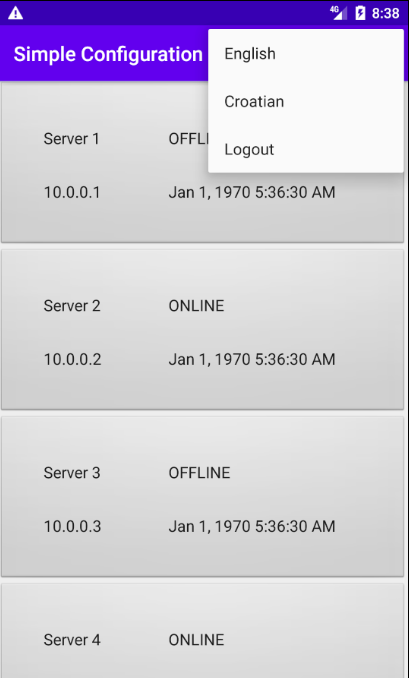 4G 8:38
Simple Configuration
English
Croatian
Logout
Server 1 OFFLI
10.0.0.1 Jan 1, 1970 5:36:30 AM
Server 2 ONLINE
10.0.0.2 Jan 1, 1970 5:36:30 AM
Server 3 OFFLINE
10.0.0.3 Jan 1, 1970 5:36:30 AM
Server 4 ONLINE